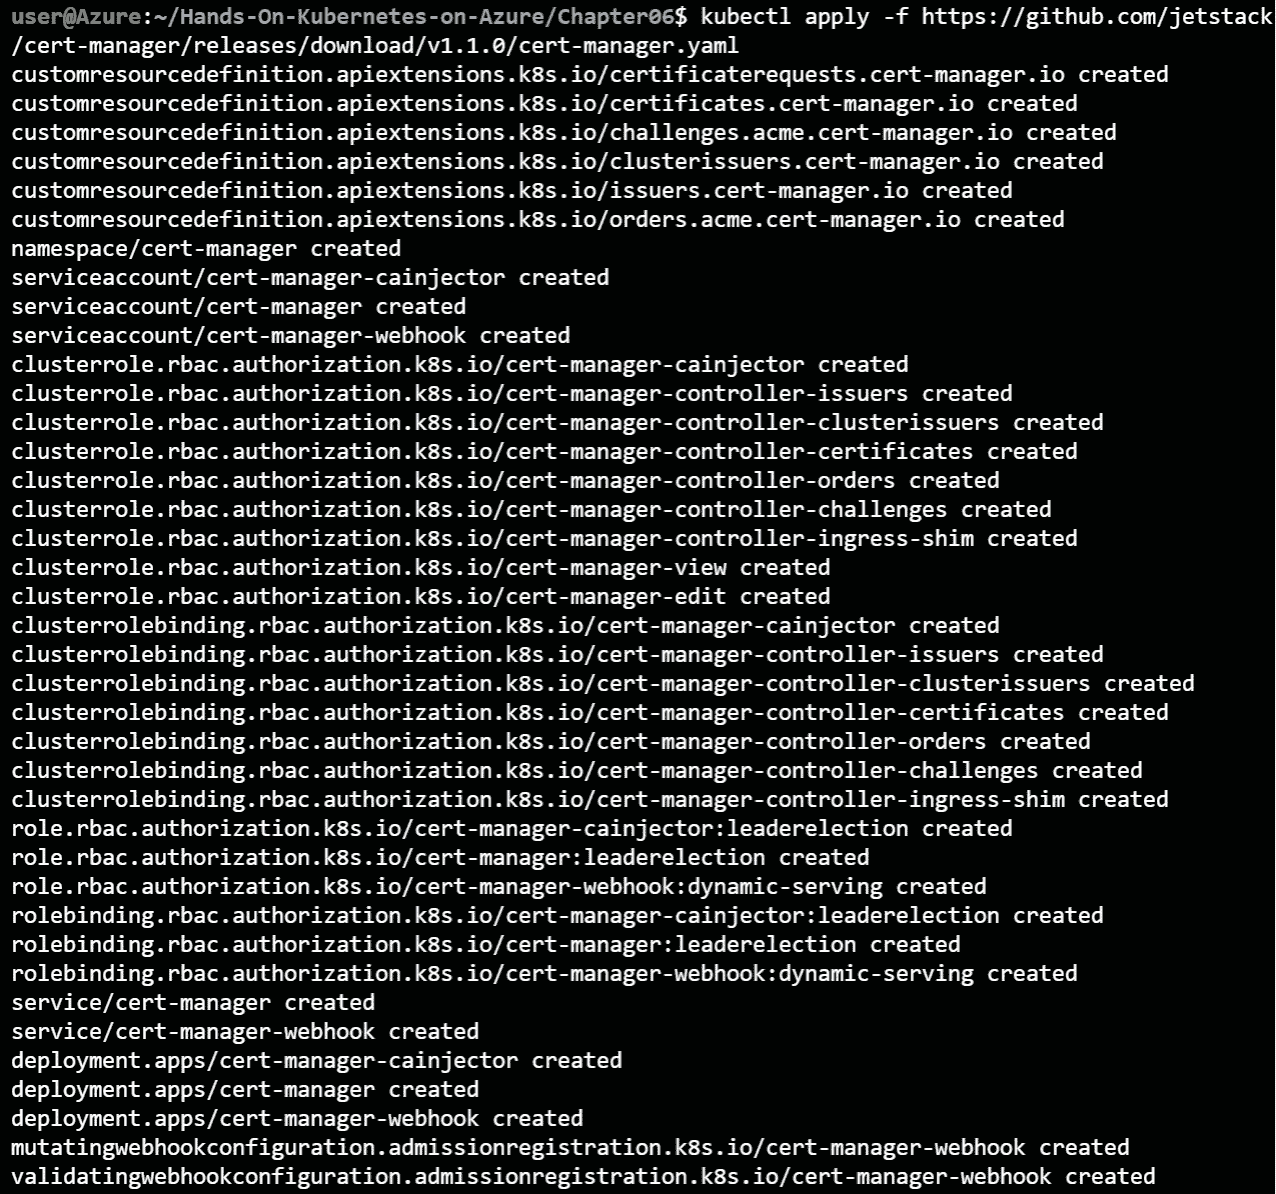 user@Azure:~/Hands-On-Kubernetes-on-Azure/Chapter06$ kubectl apply -f https://github.com/jetstack
/cert-manager/releases/download/v1.1.0/cert-manager.yaml
customresourcedefinition.apiextensions.k8s.io/certificaterequests.cert-manager.io created
customresourcedefinition.apiextensions.k8s.io/certificates.cert-manager.io created
customresourcedefinition.apiextensions.k8s.io/challenges.acme.cert-manager.io created
customresourcedefinition.apiextensions.k8s.io/clusterissuers.cert-manager.io created
customresourcedefinition.apiextensions.k8s.io/issuers.cert-manager.io created
customresourcedefinition.apiextensions.k8s.io/orders.acme.cert-manager.io created
namespace/cert-manager created
serviceaccount/cert-manager-cainjector created
serviceaccount/cert-manager created
serviceaccount/cert-manager-webhook created
clusterrole.rbac.authorization.k8s.io/cert-manager-cainjector created
clusterrole.rbac.authorization.k8s.io/cert-manager-controller-issuers created
clusterrole.rbac.authorization.k8s.io/cert-manager-controller-clusterissuers created
clusterrole.rbac.authorization.k8s.io/cert-manager-controller-certificates created
clusterrole.rbac.authorization.k8s.io/cert-manager-controller-orders created
clusterrole.rbac.authorization.k8s.io/cert-manager-controller-challenges created
clusterrole.rbac.authorization.k8s.io/cert-manager-controller-ingress-shim created
clusterrole.rbac.authorization.k8s.io/cert-manager-view created
clusterrole.rbac.authorization.k8s.io/cert-manager-edit created
clusterrolebinding.rbac.authorization.k8s.io/cert-manager-cainjector created
clusterrolebinding.rbac.authorization.k8s.io/cert-manager-controller-issuers created
clusterrolebinding.rbac.authorization.k8s.io/cert-manager-controller-clusterissuers created
clusterrolebinding.rbac.authorization.k8s.io/cert-manager-controller-certificates created
clusterrolebinding.rbac.authorization.k8s.io/cert-manager-controller-orders created
clusterrolebinding.rbac.authorization.k8s.io/cert-manager-controller-challenges created
clusterrolebinding.rbac.authorization.k8s.io/cert-manager-controller-ingress-shim created
role.rbac.authorization.k8s.io/cert-manager-cainjector:leaderelection created
role.rbac.authorization.k8s.io/cert-manager:leaderelection created
role.rbac.authorization.k8s.io/cert-manager-webhook:dynamic-serving created
rolebinding.rbac.authorization.k8s.io/cert-manager-cainjector:leaderelection created
rolebinding.rbac.authorization.k8s.io/cert-manager:leaderelection created
rolebinding.rbac.authorization.k8s.io/cert-manager-webhook:dynamic-serving created
service/cert-manager created
service/cert-manager-webhook created
deployment.apps/cert-manager-cainjector created
deployment.apps/cert-manager created
deployment.apps/cert-manager-webhook created
mutatingwebhookconfiguration.admissionregistration.k8s.io/cert-manager-webhook created
validatingwebhookconfiguration.admissionregistration.k8s.io/cert-manager-webhook created